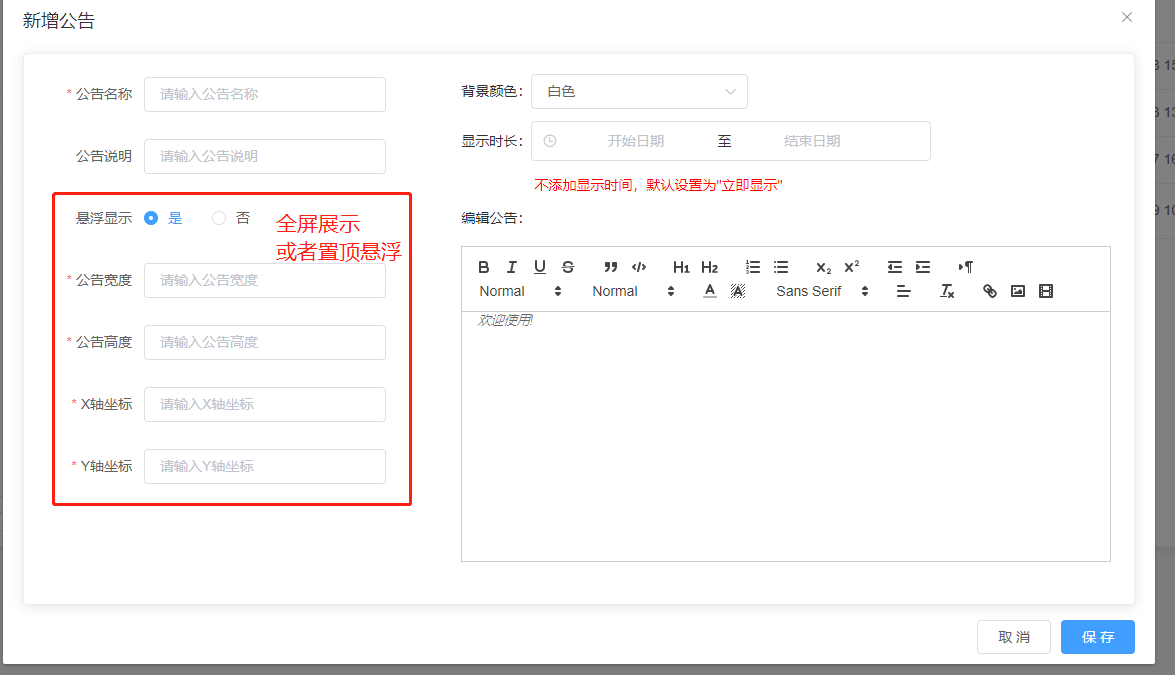 新增公告
* 公告名称 请输入公告名称
公告说明 请输入公告说明
悬浮显示 是 否
全屏展示
或者置顶悬浮
* 公告宽度 请输入公告宽度
* 公告高度 请输入公告高度
* X轴坐标 请输入X轴坐标
* Y轴坐标 请输入Y轴坐标
背景颜色： 白色
显示时长： 开始日期 至 结束日期
不添加显示时间，默认设置为"立即显示"
编辑公告：
B I U S H1 H2 X2 X2
Normal Normal A A Sans Serif Tx
欢迎使用!
取 消 保 存